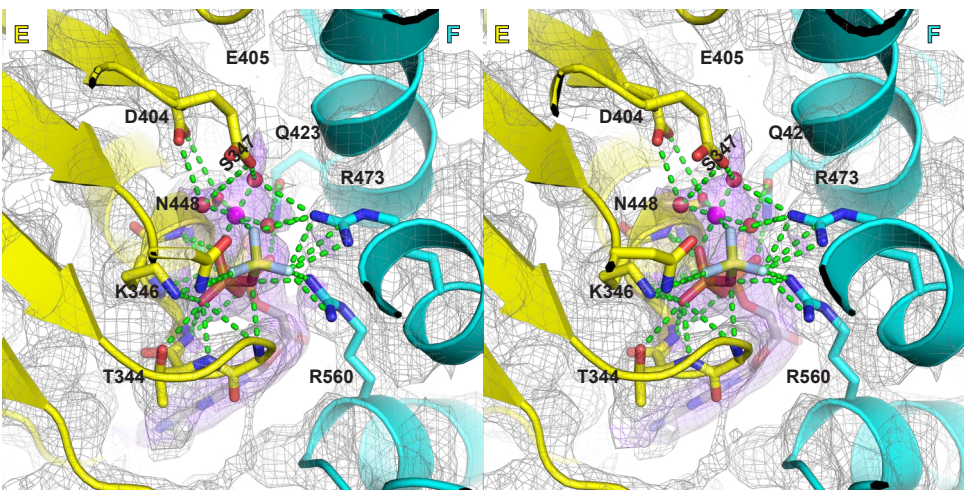 E F E F
E405 E405
D404 D404
Q423 Q423
S347 S347
R473 R473
N448 N448
K346 K346
T344 R560 T344 R560